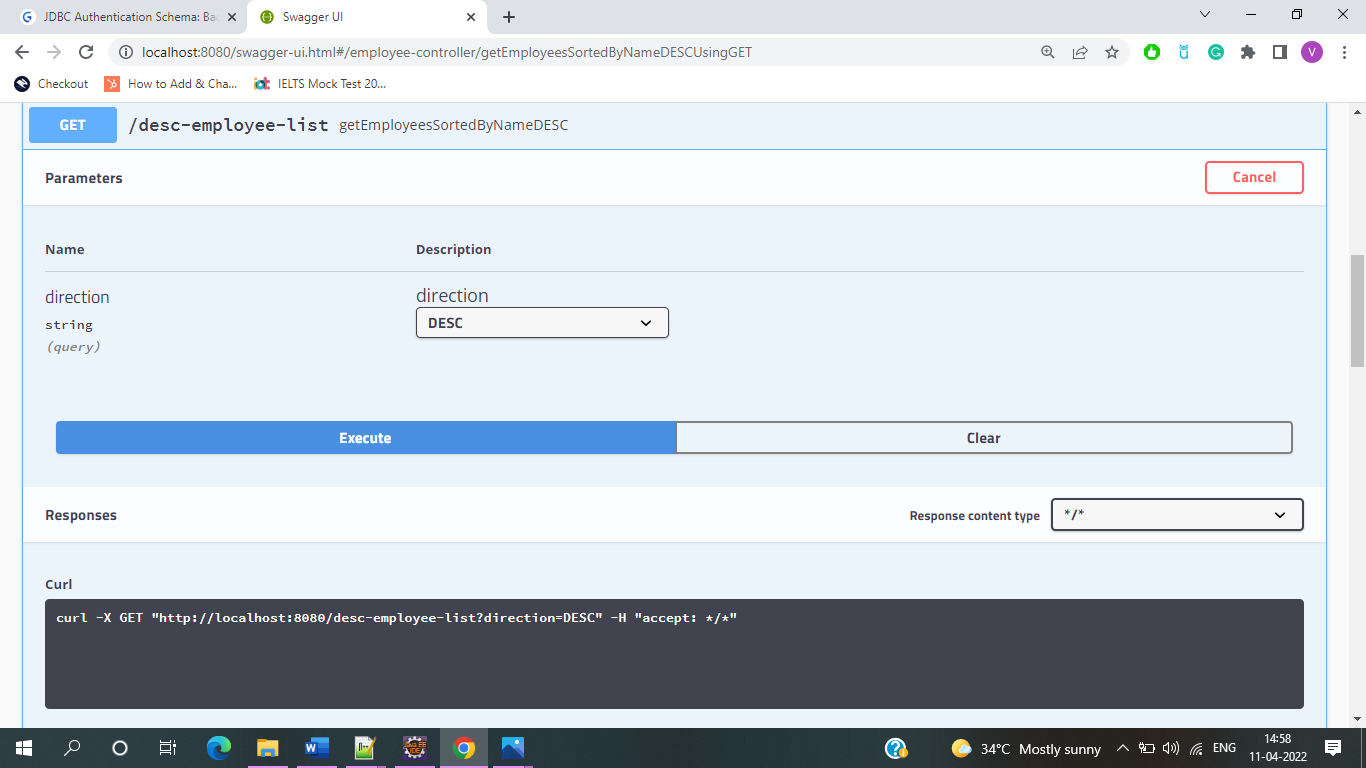 JDBC Authentication Schema: Ba
Swagger UI
localhost:8080/swagger-ui.html#/employee-controller/getEmployeesSortedByNameDESCUsingGET
V
Checkout
How to Add & Cha...
IELTS Mock Test 20...
GET /desc-employee-list getEmployeesSortedByNameDESC
Parameters
Cancel
Name Description
direction
string
(query)
direction
DESC
Execute
Clear
Responses
Response content type */*
Curl
curl -X GET "http://localhost:8080/desc-employee-list?direction=DESC" -H "accept: */*"
34°C Mostly sunny
ENG
14:58
11-04-2022